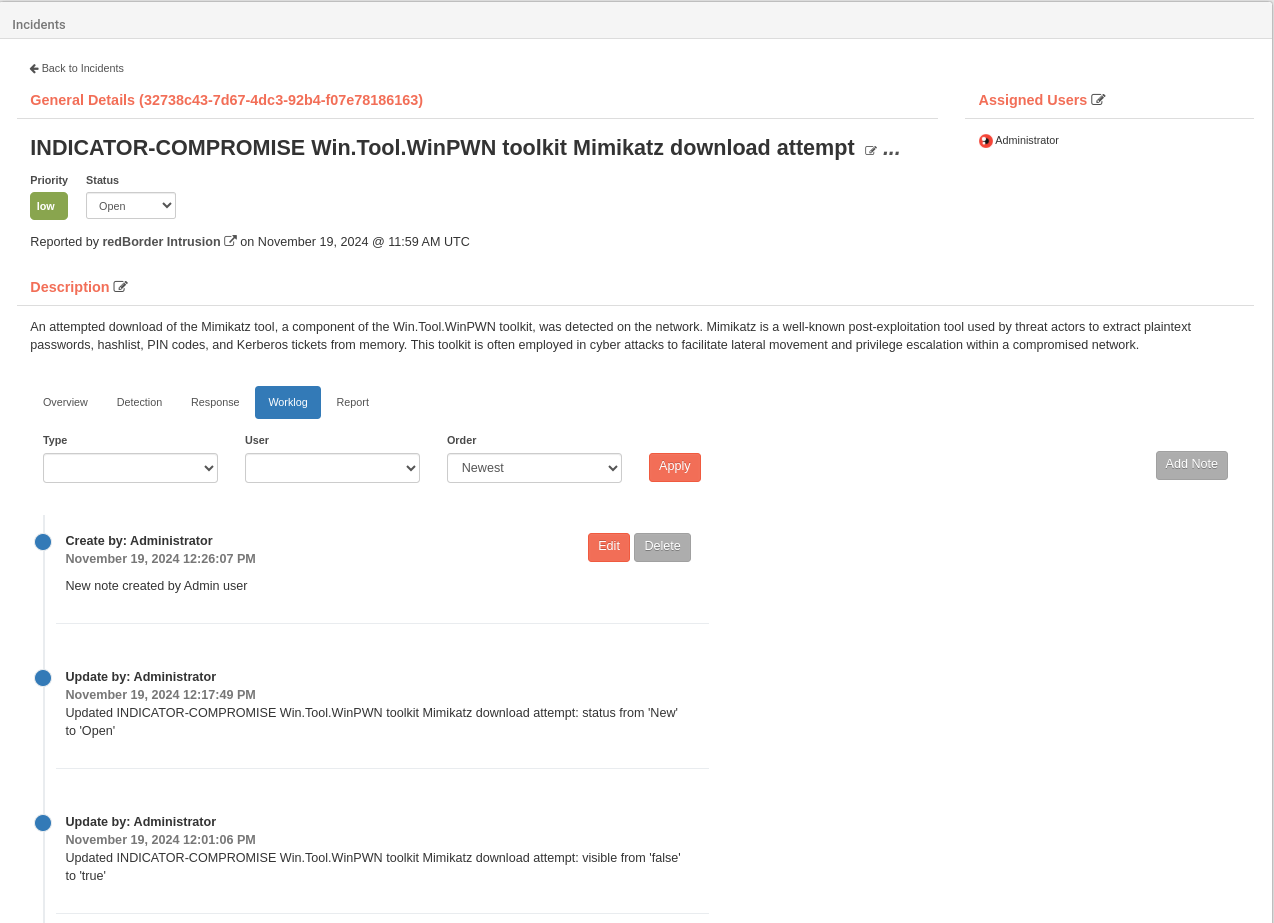 Incidents
Back to Incidents
General Details (32738c43-7d67-4dc3-92b4-f07e78186163)
Assigned Users
INDICATOR-COMPROMISE Win.Tool.WinPWN toolkit Mimikatz download attempt ...
Administrator
Priority Status
low Open
Reported by redBorder Intrusion on November 19, 2024 @ 11:59 AM UTC
Description
An attempted download of the Mimikatz tool, a component of the Win.Tool.WinPWN toolkit, was detected on the network. Mimikatz is a well-known post-exploitation tool used by threat actors to extract plaintext
passwords, hashlist, PIN codes, and Kerberos tickets from memory. This toolkit is often employed in cyber attacks to facilitate lateral movement and privilege escalation within a compromised network.
Overview Detection Response Worklog Report
Type User Order
Newest Apply Add Note
Create by: Administrator Edit Delete
November 19, 2024 12:26:07 PM
New note created by Admin user
Update by: Administrator
November 19, 2024 12:17:49 PM
Updated INDICATOR-COMPROMISE Win.Tool.WinPWN toolkit Mimikatz download attempt: status from 'New'
to 'Open'
Update by: Administrator
November 19, 2024 12:01:06 PM
Updated INDICATOR-COMPROMISE Win.Tool.WinPWN toolkit Mimikatz download attempt: visible from 'false'
to 'true'